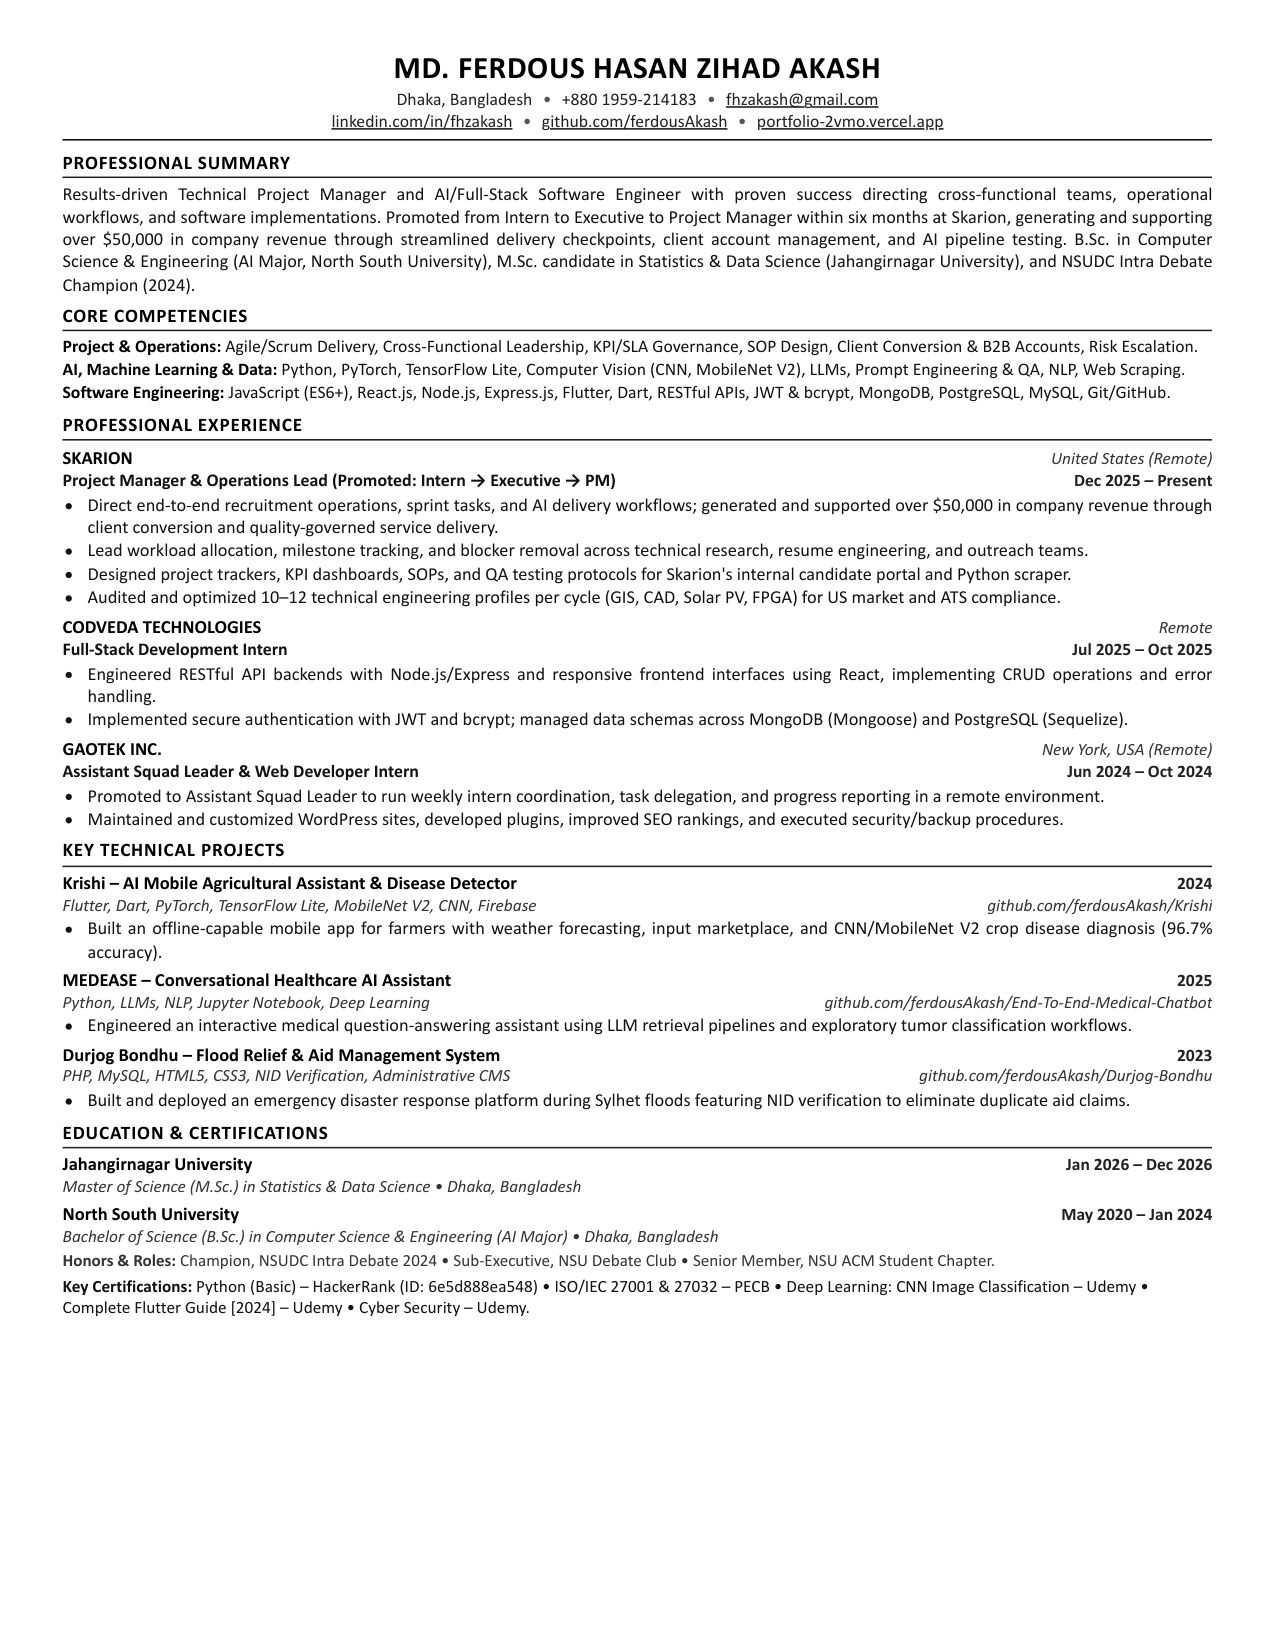 MD. FERDOUS HASAN ZIHAD AKASH
Dhaka, Bangladesh • +880 1959-214183 • fhzakash@gmail.com
linkedin.com/in/fhzakash • github.com/ferdousAkash • portfolio-2vmo.vercel.app
PROFESSIONAL SUMMARY
Results-driven Technical Project Manager and AI/Full-Stack Software Engineer with proven success directing cross-functional teams, operational
workflows, and software implementations. Promoted from Intern to Executive to Project Manager within six months at Skarion, generating and supporting
over $50,000 in company revenue through streamlined delivery checkpoints, client account management, and AI pipeline testing. B.Sc. in Computer
Science & Engineering (AI Major, North South University), M.Sc. candidate in Statistics & Data Science (Jahangirnagar University), and NSUDC Intra Debate
Champion (2024).
CORE COMPETENCIES
Project & Operations: Agile/Scrum Delivery, Cross-Functional Leadership, KPI/SLA Governance, SOP Design, Client Conversion & B2B Accounts, Risk Escalation.
AI, Machine Learning & Data: Python, PyTorch, TensorFlow Lite, Computer Vision (CNN, MobileNet V2), LLMs, Prompt Engineering & QA, NLP, Web Scraping.
Software Engineering: JavaScript (ES6+), React.js, Node.js, Express.js, Flutter, Dart, RESTful APIs, JWT & bcrypt, MongoDB, PostgreSQL, MySQL, Git/GitHub.
PROFESSIONAL EXPERIENCE
SKARION United States (Remote)
Project Manager & Operations Lead (Promoted: Intern → Executive → PM) Dec 2025 – Present
• Direct end-to-end recruitment operations, sprint tasks, and AI delivery workflows; generated and supported over $50,000 in company revenue through
client conversion and quality-governed service delivery.
• Lead workload allocation, milestone tracking, and blocker removal across technical research, resume engineering, and outreach teams.
• Designed project trackers, KPI dashboards, SOPs, and QA testing protocols for Skarion's internal candidate portal and Python scraper.
• Audited and optimized 10–12 technical engineering profiles per cycle (GIS, CAD, Solar PV, FPGA) for US market and ATS compliance.
CODVEDA TECHNOLOGIES Remote
Full-Stack Development Intern Jul 2025 – Oct 2025
• Engineered RESTful API backends with Node.js/Express and responsive frontend interfaces using React, implementing CRUD operations and error
handling.
• Implemented secure authentication with JWT and bcrypt; managed data schemas across MongoDB (Mongoose) and PostgreSQL (Sequelize).
GAOTEK INC. New York, USA (Remote)
Assistant Squad Leader & Web Developer Intern Jun 2024 – Oct 2024
• Promoted to Assistant Squad Leader to run weekly intern coordination, task delegation, and progress reporting in a remote environment.
• Maintained and customized WordPress sites, developed plugins, improved SEO rankings, and executed security/backup procedures.
KEY TECHNICAL PROJECTS
Krishi – AI Mobile Agricultural Assistant & Disease Detector 2024
Flutter, Dart, PyTorch, TensorFlow Lite, MobileNet V2, CNN, Firebase github.com/ferdousAkash/Krishi
• Built an offline-capable mobile app for farmers with weather forecasting, input marketplace, and CNN/MobileNet V2 crop disease diagnosis (96.7%
accuracy).
MEDEASE – Conversational Healthcare AI Assistant 2025
Python, LLMs, NLP, Jupyter Notebook, Deep Learning github.com/ferdousAkash/End-To-End-Medical-Chatbot
• Engineered an interactive medical question-answering assistant using LLM retrieval pipelines and exploratory tumor classification workflows.
Durjog Bondhu – Flood Relief & Aid Management System 2023
PHP, MySQL, HTML5, CSS3, NID Verification, Administrative CMS github.com/ferdousAkash/Durjog-Bondhu
• Built and deployed an emergency disaster response platform during Sylhet floods featuring NID verification to eliminate duplicate aid claims.
EDUCATION & CERTIFICATIONS
Jahangirnagar University Jan 2026 – Dec 2026
Master of Science (M.Sc.) in Statistics & Data Science • Dhaka, Bangladesh
North South University May 2020 – Jan 2024
Bachelor of Science (B.Sc.) in Computer Science & Engineering (AI Major) • Dhaka, Bangladesh
Honors & Roles: Champion, NSUDC Intra Debate 2024 • Sub-Executive, NSU Debate Club • Senior Member, NSU ACM Student Chapter.
Key Certifications: Python (Basic) – HackerRank (ID: 6e5d888ea548) • ISO/IEC 27001 & 27032 – PECB • Deep Learning: CNN Image Classification – Udemy •
Complete Flutter Guide [2024] – Udemy • Cyber Security – Udemy.